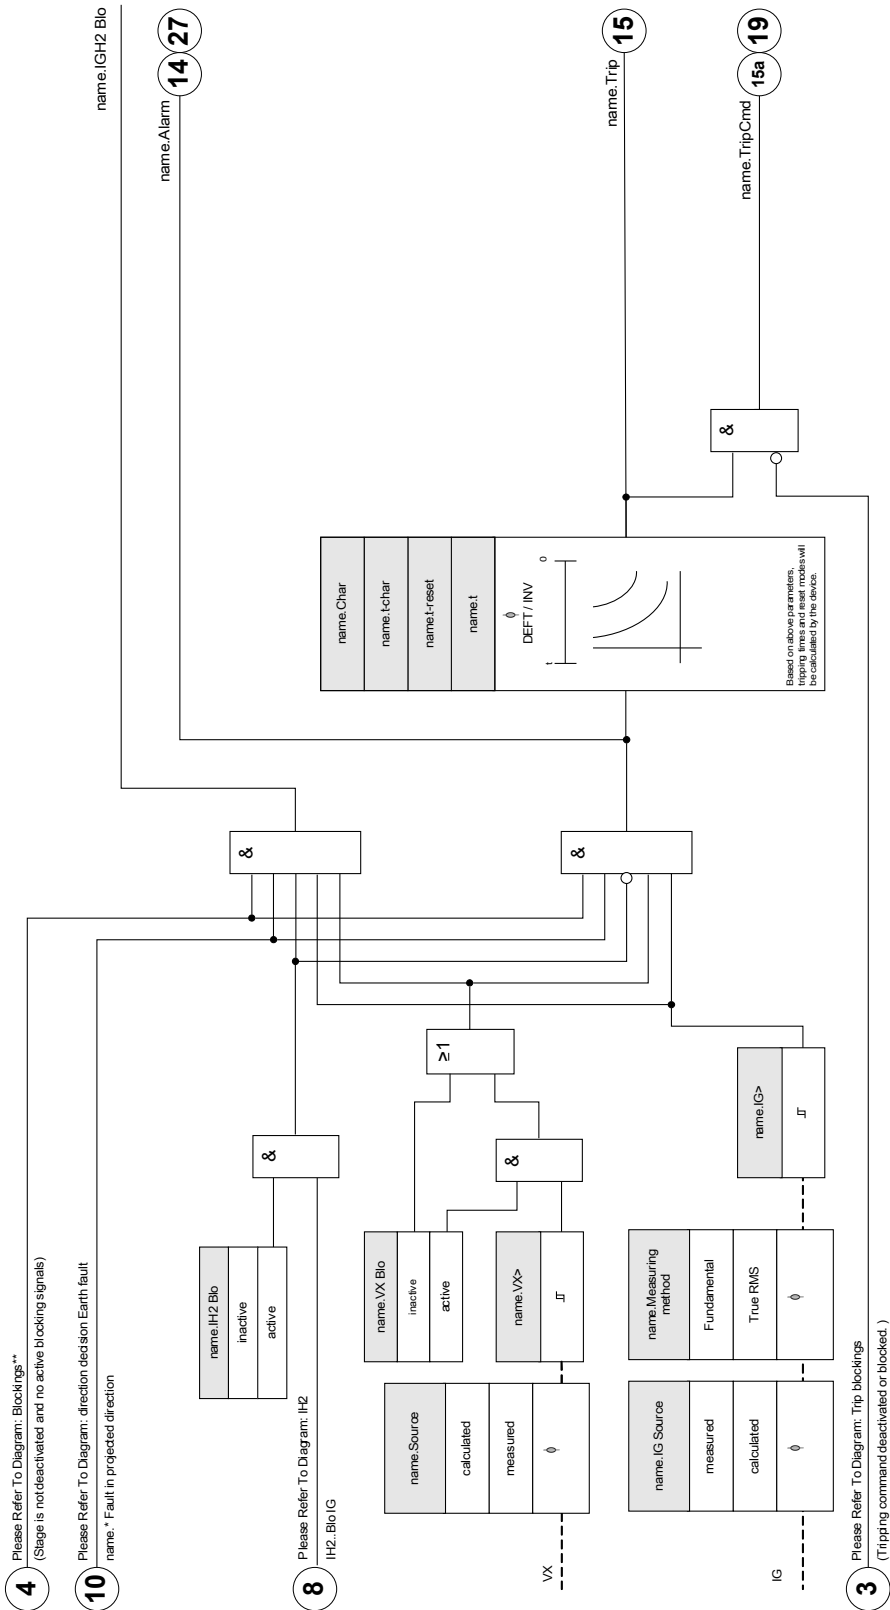 4
Please Refer To Diagram: Blockings**
(Stage is not deactivated and no active blocking signals)
10
Please Refer To Diagram: direction decision Earth fault
name.* Fault in projected direction
name.IH2 Blo
inactive
active
8
Please Refer To Diagram: IH2
IH2.Blo IG
&
name.VX Blo
inactive
active
name.Source
calculated
measured
ϕ
name.VX>
VX
&
≥1
name.IG Source
measured
calculated
ϕ
name.Measuring
method
Fundamental
True RMS
ϕ
name.IG>
IG
3
Please Refer To Diagram: Trip blockings
(Tripping command deactivated or blocked. )
&
&
name.Char
name.t-char
name.t-reset
name.t
ϕ
DEFT / INV
t
0
Based on above parameters,
tripping times and reset modes will
be calculated by the device.
&
name.IGH2 Blo
name.Alarm
14
27
name.Trip
15
name.TripCmd
15a
19